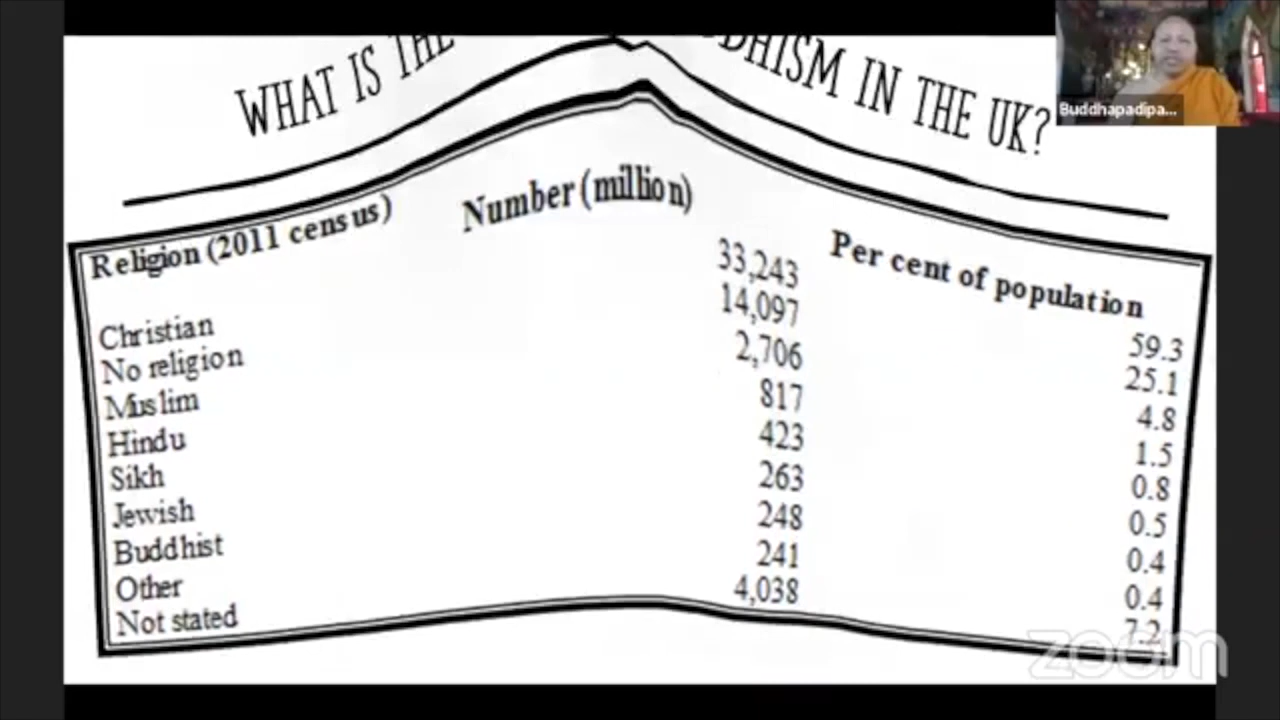 WHAT IS THE DHISM IN THE UK?
Buddhapadipa...
Religion (2011 census) Number (million) Per cent of population
Christian 33,243 59.3
No religion 14,097 25.1
Muslim 2,706 4.8
Hindu 817 1.5
Sikh 423 0.8
Jewish 263 0.5
Buddhist 248 0.4
Other 241 0.4
Not stated 4,038 7.2
zoom